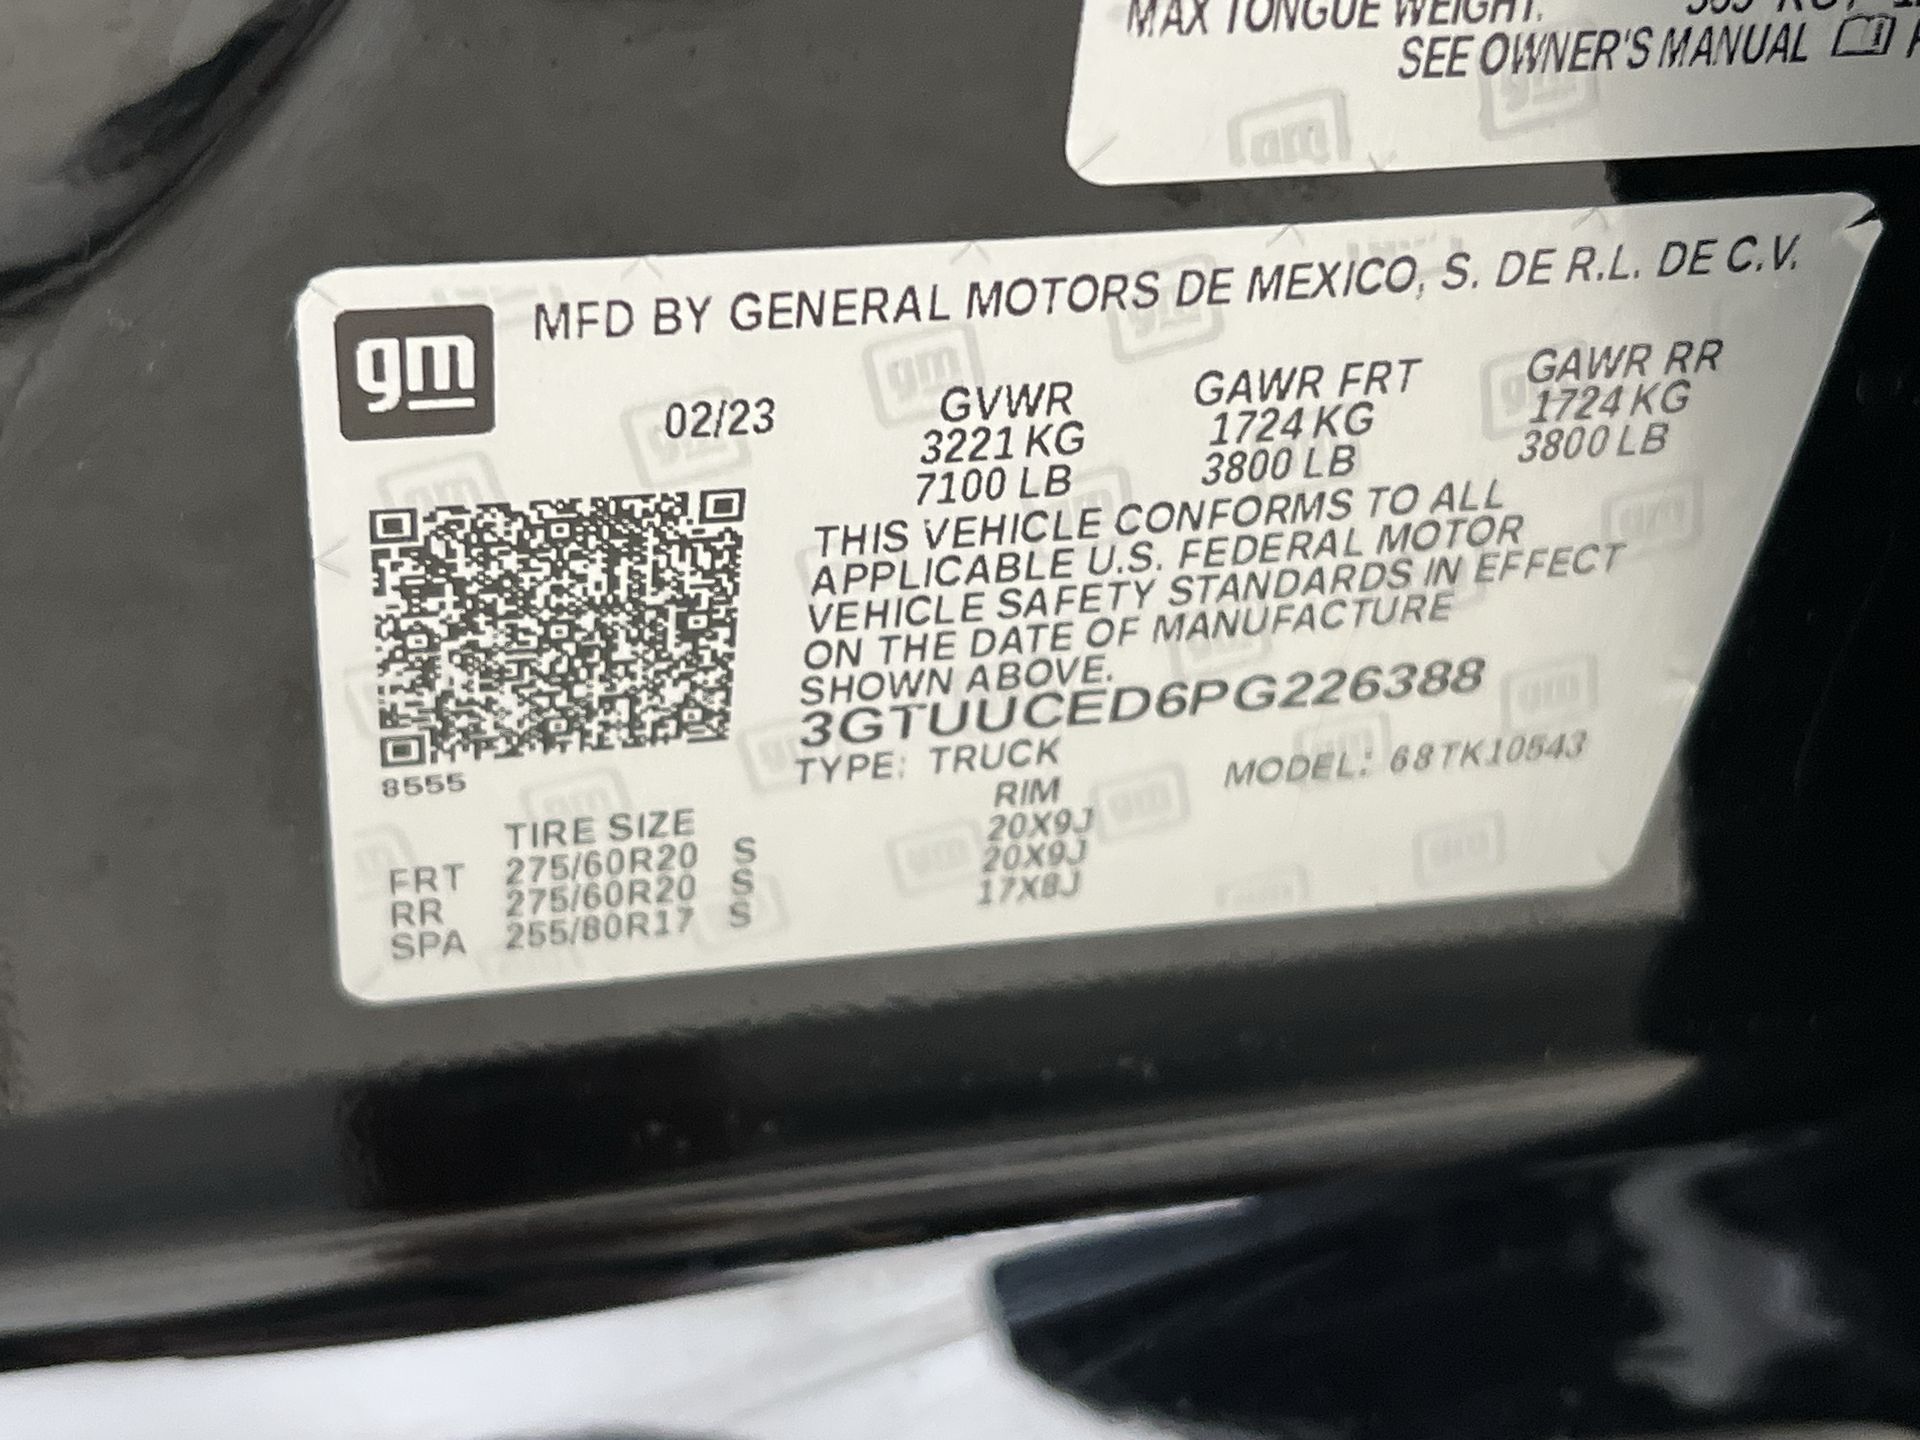 MAX TONGUE WEIGHT:
SEE OWNER'S MANUAL
gm
MFD BY GENERAL MOTORS DE MEXICO, S. DE R.L. DE C.V.
02/23
GVWR
3221 KG
7100 LB
GAWR FRT
1724 KG
3800 LB
GAWR RR
1724 KG
3800 LB
THIS VEHICLE CONFORMS TO ALL
APPLICABLE U.S. FEDERAL MOTOR
VEHICLE SAFETY STANDARDS IN EFFECT
ON THE DATE OF MANUFACTURE
SHOWN ABOVE.
3GTUUCED6PG226388
TYPE: TRUCK MODEL: 68TK10543
8555
TIRE SIZE RIM
FRT 275/60R20 S 20X9J
RR 275/60R20 S 20X9J
SPA 255/80R17 S 17X8J